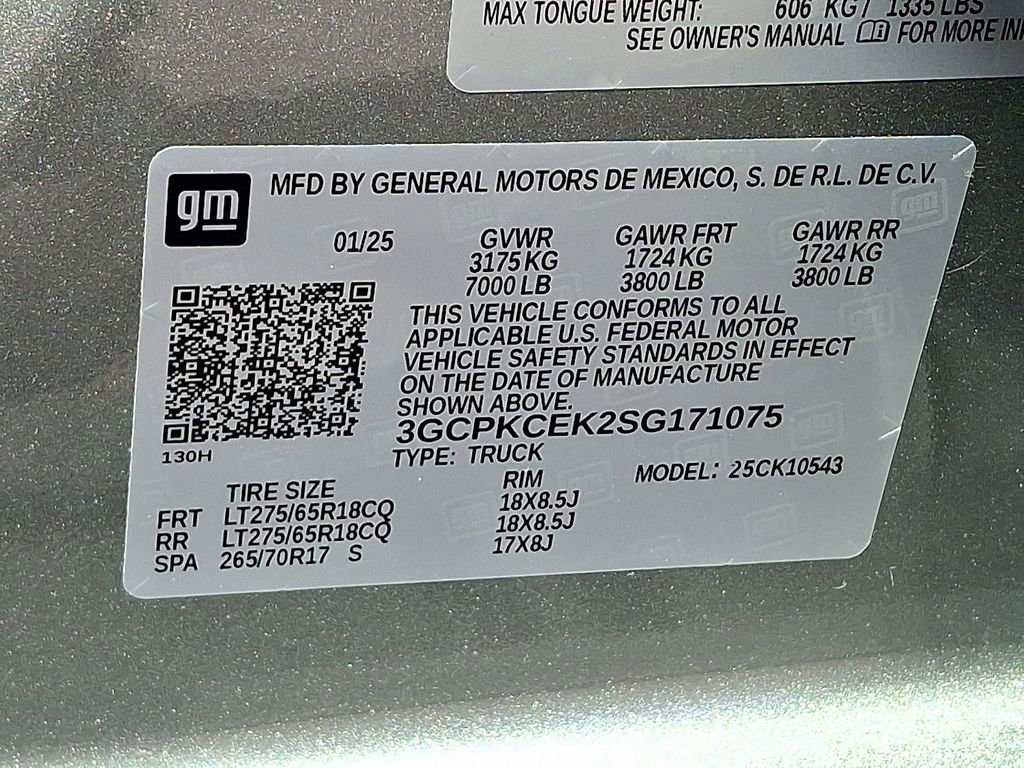 MAX TONGUE WEIGHT: 606 KG / 1335 LBS
SEE OWNER'S MANUAL FOR MORE
gm
MFD BY GENERAL MOTORS DE MEXICO, S. DE R.L. DE C.V.
01/25 GVWR GAWR FRT GAWR RR
3175 KG 1724 KG 1724 KG
7000 LB 3800 LB 3800 LB
THIS VEHICLE CONFORMS TO ALL
APPLICABLE U.S. FEDERAL MOTOR
VEHICLE SAFETY STANDARDS IN EFFECT
ON THE DATE OF MANUFACTURE
SHOWN ABOVE.
3GCPKCEK2SG171075
130H
TYPE: TRUCK
MODEL: 25CK10543
TIRE SIZE RIM
FRT LT275/65R18CQ 18X8.5J
RR LT275/65R18CQ 18X8.5J
SPA 265/70R17 S 17X8J